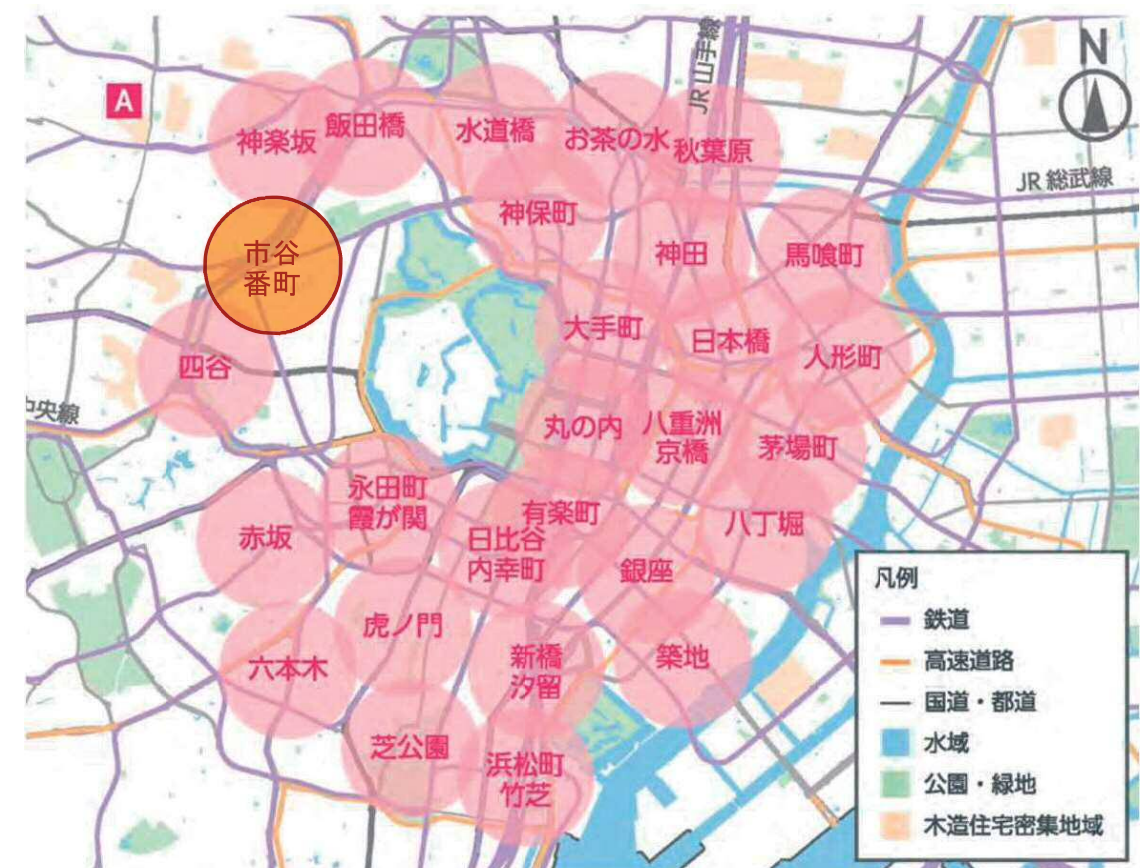 JR山手線
N
A
神楽坂
飯田橋
水道橋
お茶の水
秋葉原
JR 総武線
神保町
市谷
番町
神田
馬喰町
大手町
日本橋
人形町
四谷
中央線
丸の内
八重洲
京橋
茅場町
永田町
霞が関
有楽町
八丁堀
赤坂
日比谷
内幸町
銀座
虎ノ門
新橋
汐留
築地
六本木
芝公園
浜松町
竹芝
凡例
鉄道
高速道路
国道・都道
水域
公園・緑地
木造住宅密集地域